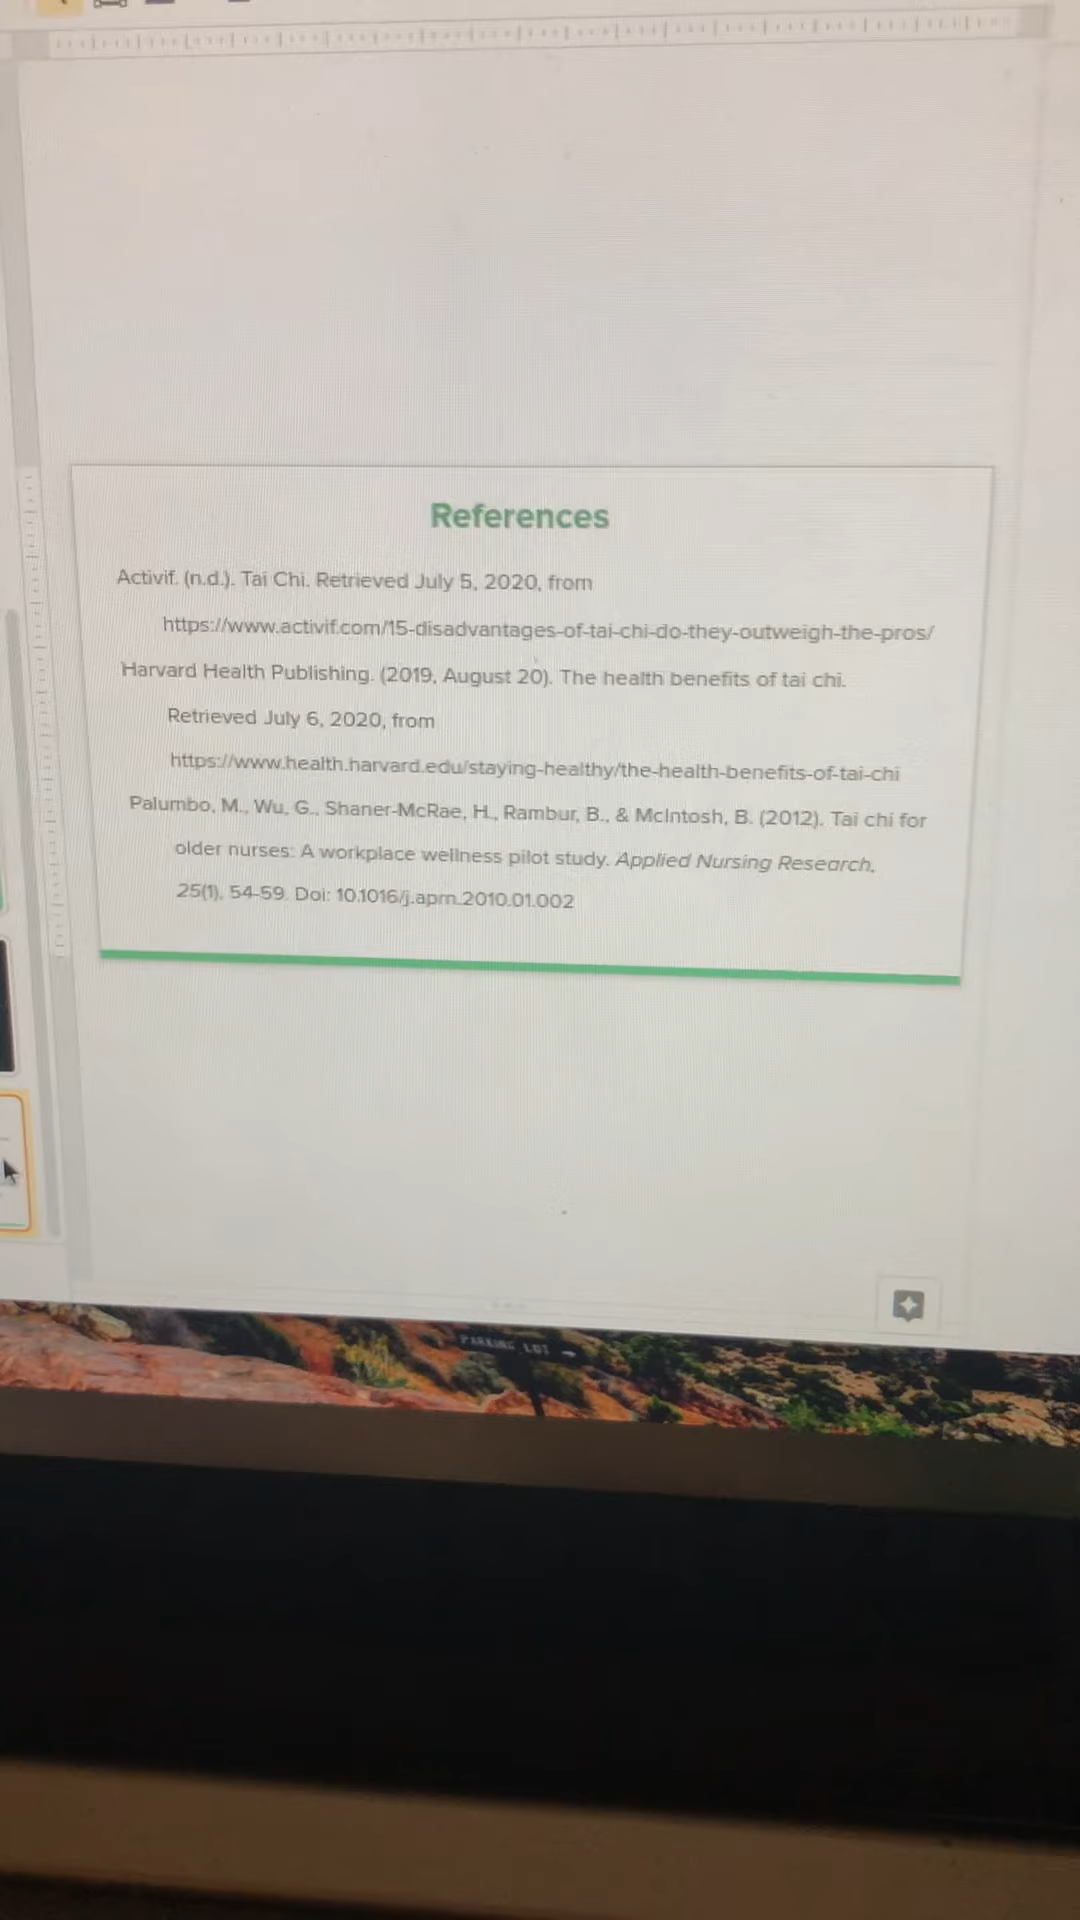 References
Activif. (n.d.). Tai Chi. Retrieved July 5, 2020, from
https://www.activif.com/15-disadvantages-of-tai-chi-do-they-outweigh-the-pros/
Harvard Health Publishing. (2019, August 20). The health benefits of tai chi.
Retrieved July 6, 2020, from
https://www.health.harvard.edu/staying-healthy/the-health-benefits-of-tai-chi
Palumbo, M., Wu, G., Shaner-McRae, H., Rambur, B., & McIntosh, B. (2012). Tai chi for
older nurses: A workplace wellness pilot study. Applied Nursing Research,
25(1), 54-59. Doi: 10.1016/j.aprn.2010.01.002
PARKING LOT